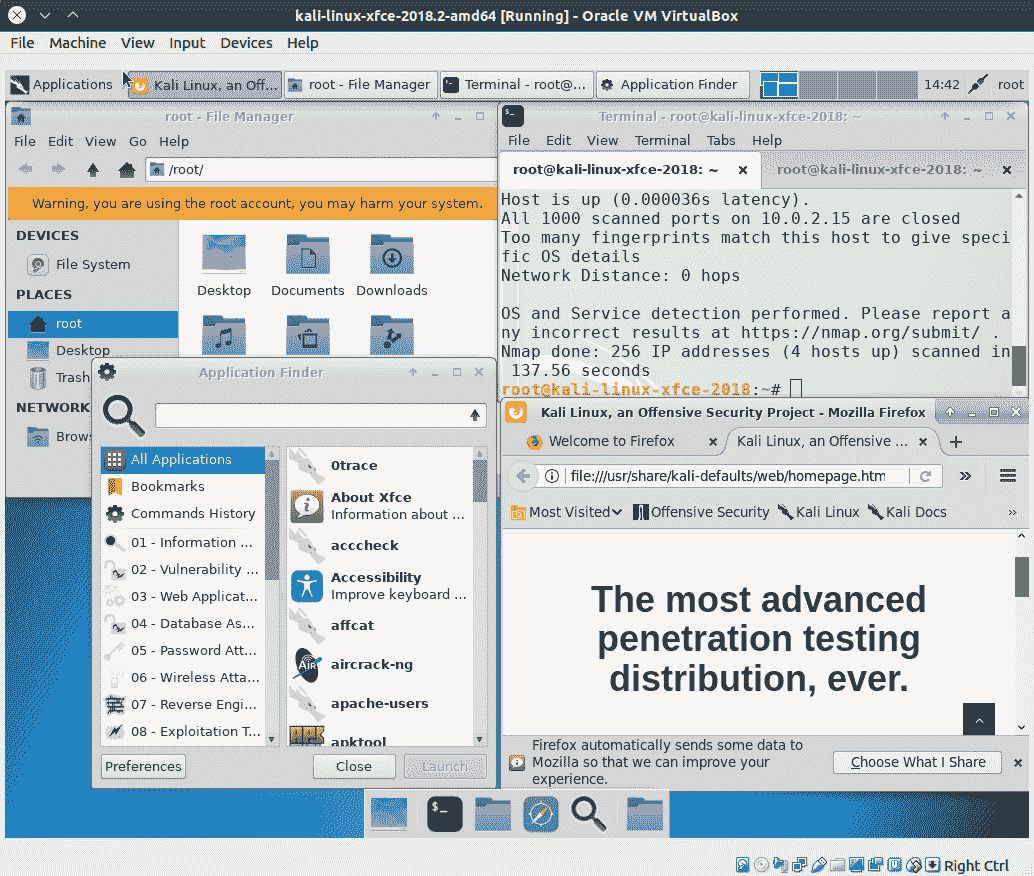 kali-linux-xfce-2018.2-amd64 [Running] - Oracle VM VirtualBox
File Machine View Input Devices Help
Applications Kali Linux, an Off... root - File Manager Terminal - root@... Application Finder 14:42 root
root - File Manager
File Edit View Go Help
/root/
Warning, you are using the root account, you may harm your system.
DEVICES
File System
PLACES
root
Desktop
Trash
NETWORK
Brows
Desktop Documents Downloads
Terminal - root@kali-linux-xfce-2018: ~
File Edit View Terminal Tabs Help
root@kali-linux-xfce-2018: ~ root@kali-linux-xfce-2018: ~
Host is up (0.000036s latency).
All 1000 scanned ports on 10.0.2.15 are closed
Too many fingerprints match this host to give speci
fic OS details
Network Distance: 0 hops
OS and Service detection performed. Please report a
ny incorrect results at https://nmap.org/submit/ .
Nmap done: 256 IP addresses (4 hosts up) scanned in
137.56 seconds
root@kali-linux-xfce-2018:~#
Application Finder
All Applications
Bookmarks
Commands History
01 - Information ...
02 - Vulnerability ...
03 - Web Applicat...
04 - Database As...
05 - Password Att...
06 - Wireless Atta...
07 - Reverse Engi...
08 - Exploitation T...
0trace
About Xfce
Information about ...
acccheck
Accessibility
Improve keyboard ...
affcat
aircrack-ng
apache-users
apktool
Preferences Close Launch
Kali Linux, an Offensive Security Project - Mozilla Firefox
Welcome to Firefox Kali Linux, an Offensive ...
file:///usr/share/kali-defaults/web/homepage.htm
Most Visited Offensive Security Kali Linux Kali Docs
The most advanced
penetration testing
distribution, ever.
Firefox automatically sends some data to
Mozilla so that we can improve your
experience.
Choose What I Share
Right Ctrl